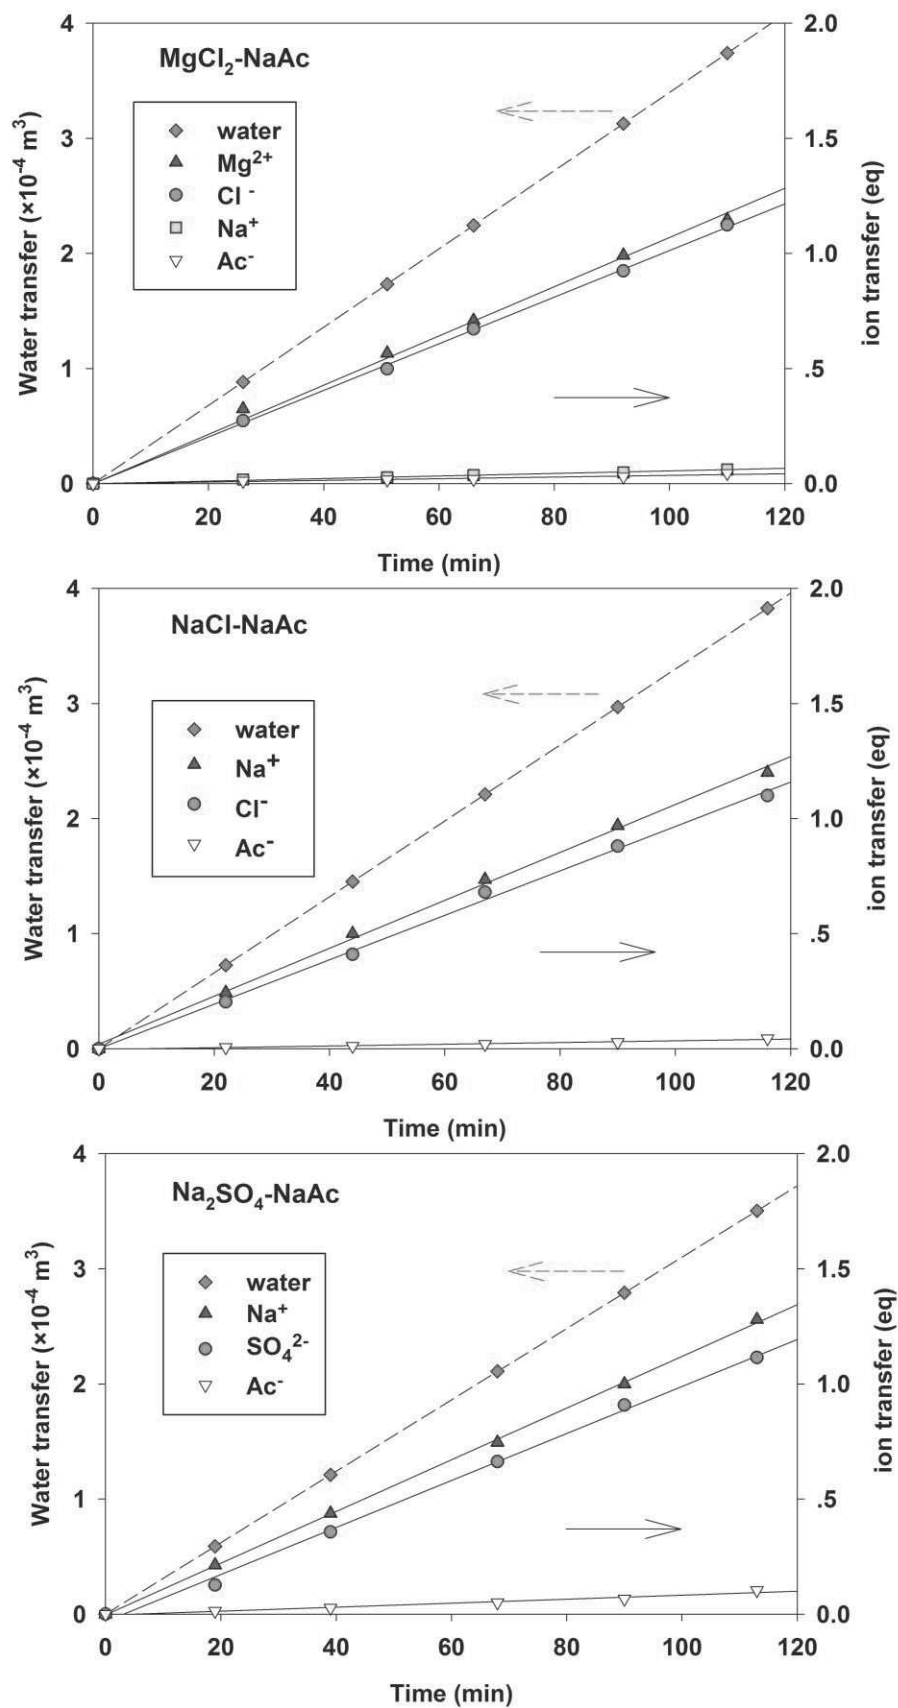 MgCl2-NaAc
water
Mg2+
Cl -
Na+
Ac-
Water transfer (×10-4 m3)
4
3
2
1
0
2.0
1.5
1.0
.5
0.0
ion transfer (eq)
0 20 40 60 80 100 120
Time (min)
NaCl-NaAc
water
Na+
Cl-
Ac-
Water transfer (×10-4 m3)
4
3
2
1
0
2.0
1.5
1.0
.5
0.0
ion transfer (eq)
0 20 40 60 80 100 120
Time (min)
Na2SO4-NaAc
water
Na+
SO42-
Ac-
Water transfer (×10-4 m3)
4
3
2
1
0
2.0
1.5
1.0
.5
0.0
ion transfer (eq)
0 20 40 60 80 100 120
Time (min)